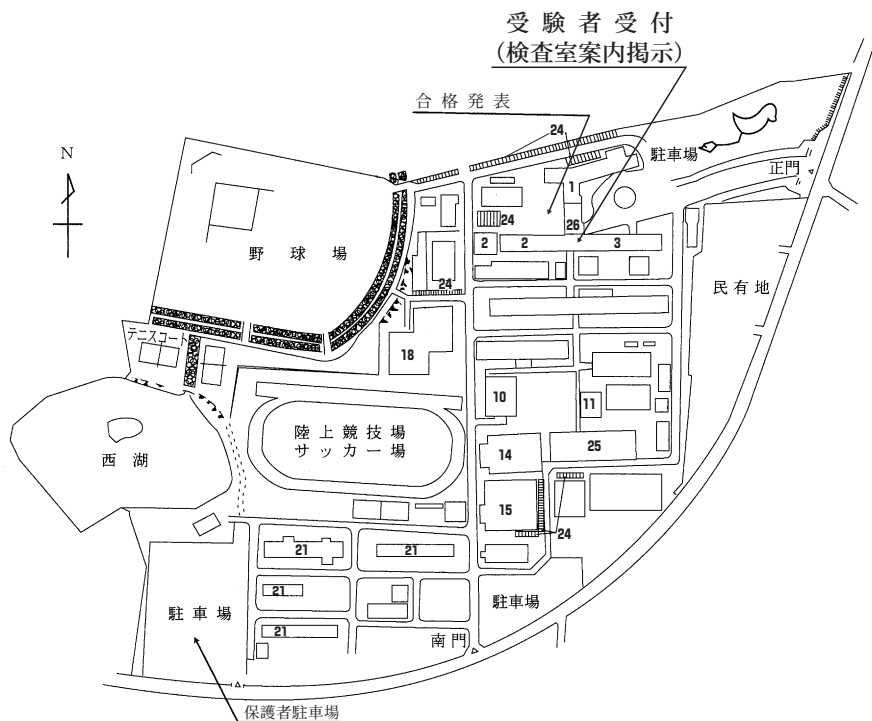 受験者受付
(検査室案内掲示)
合格発表
24
N
駐車場
正門
1
24
26
2
2
3
野球場
24
民有地
テニスコート
18
10
11
陸上競技場
サッカー場
西湖
14
25
15
24
21
21
21
駐車場
駐車場
21
南門
保護者駐車場